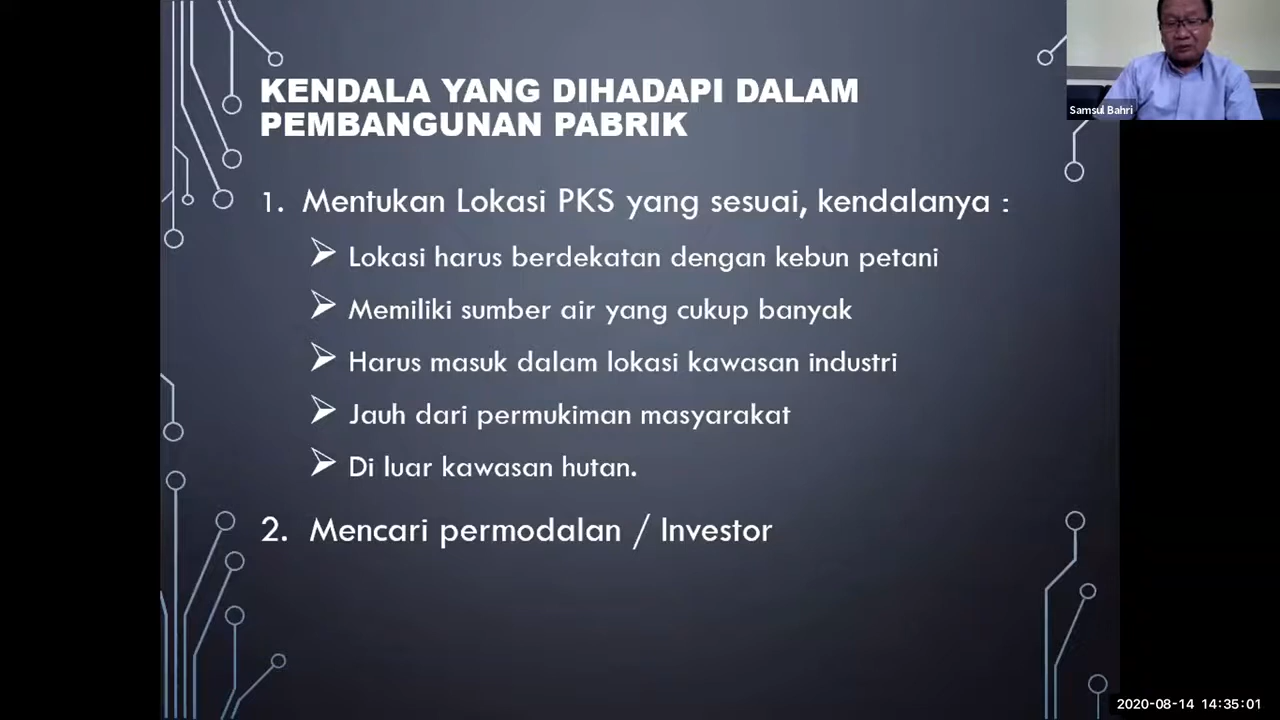 KENDALA YANG DIHADAPI DALAM
PEMBANGUNAN PABRIK
1. Mentukan Lokasi PKS yang sesuai, kendalanya :
Lokasi harus berdekatan dengan kebun petani
Memiliki sumber air yang cukup banyak
Harus masuk dalam lokasi kawasan industri
Jauh dari permukiman masyarakat
Di luar kawasan hutan.
2. Mencari permodalan / Investor
Samsul Bahri
2020-08-14 14:35:01